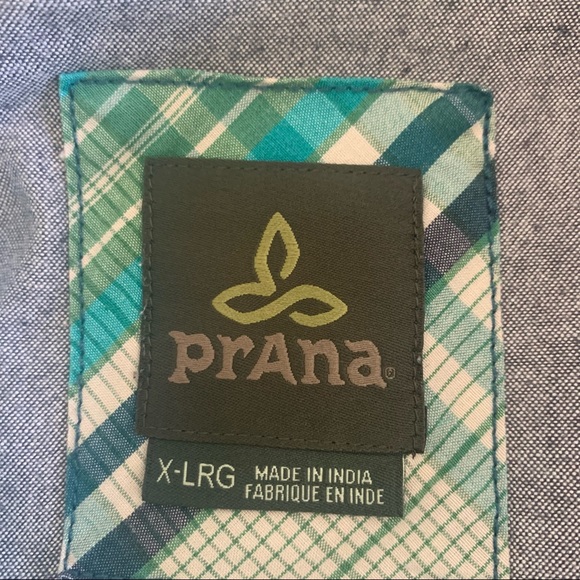 prAna®
X-LRG MADE IN INDIA
FABRIQUE EN INDE